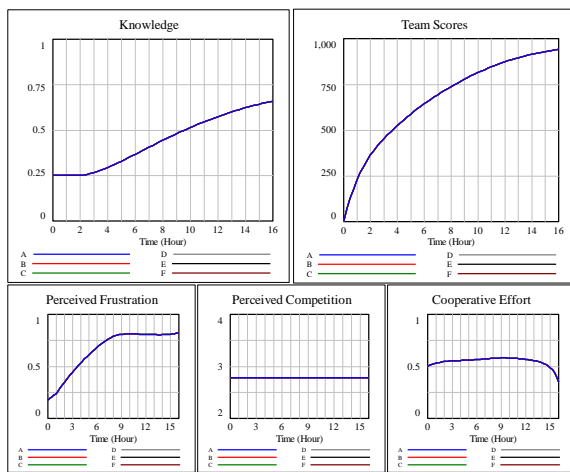 Knowledge
1
0.75
0.5
0.25
0
0 2 4 6 8 10 12 14 16
Time (Hour)
A D
B E
C F
Team Scores
1,000
750
500
250
0
0 2 4 6 8 10 12 14 16
Time (Hour)
A D
B E
C F
Perceived Frustration
1
0.5
0
0 3 6 9 12 15
Time (Hour)
A D
B E
C F
Perceived Competition
4
3
2
0 3 6 9 12 15
Time (Hour)
A D
B E
C F
Cooperative Effort
1
0.5
0
0 3 6 9 12 15
Time (Hour)
A D
B E
C F